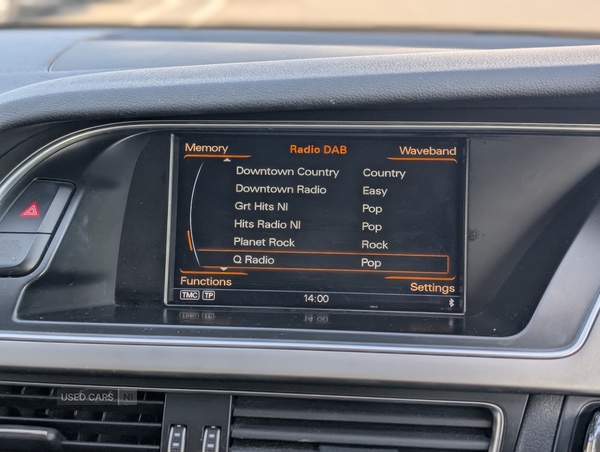 Memory Radio DAB Waveband
Downtown Country Country
Downtown Radio Easy
Grt Hits NI Pop
Hits Radio NI Pop
Planet Rock Rock
Q Radio Pop
Functions Settings
TMC TP 14:00
USED CARS NI